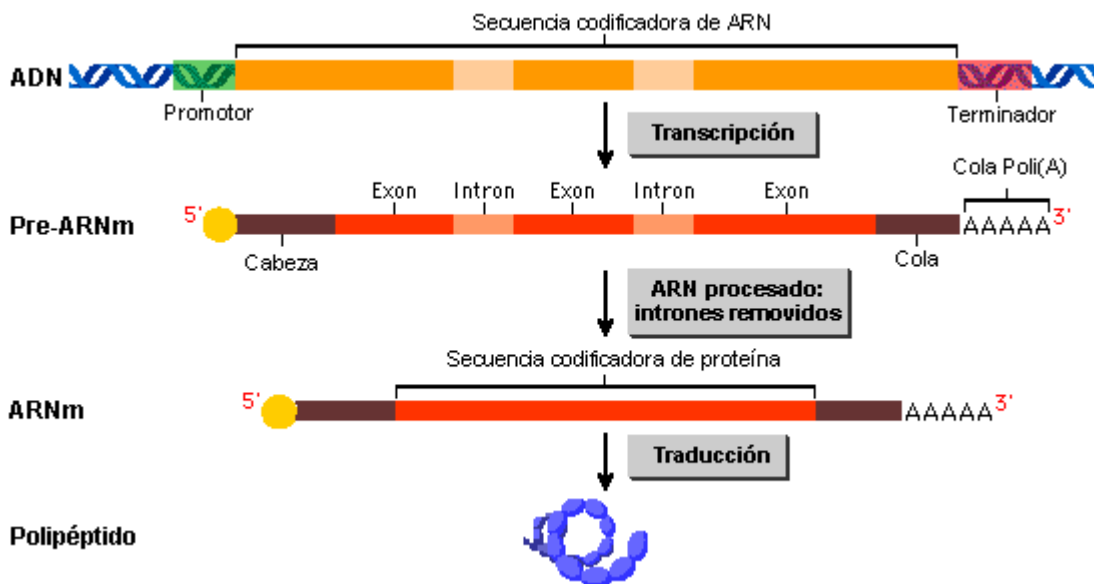 Secuencia codificadora de ARN
ADN
Promotor
Terminador
Transcripción
Cola Poli(A)
Exon Intron Exon Intron Exon
5' AAAAA 3'
Pre-ARNm
Cabeza
Cola
ARN procesado:
intrones removidos
Secuencia codificadora de proteína
5' AAAAA 3'
ARNm
Traducción
Polipéptido